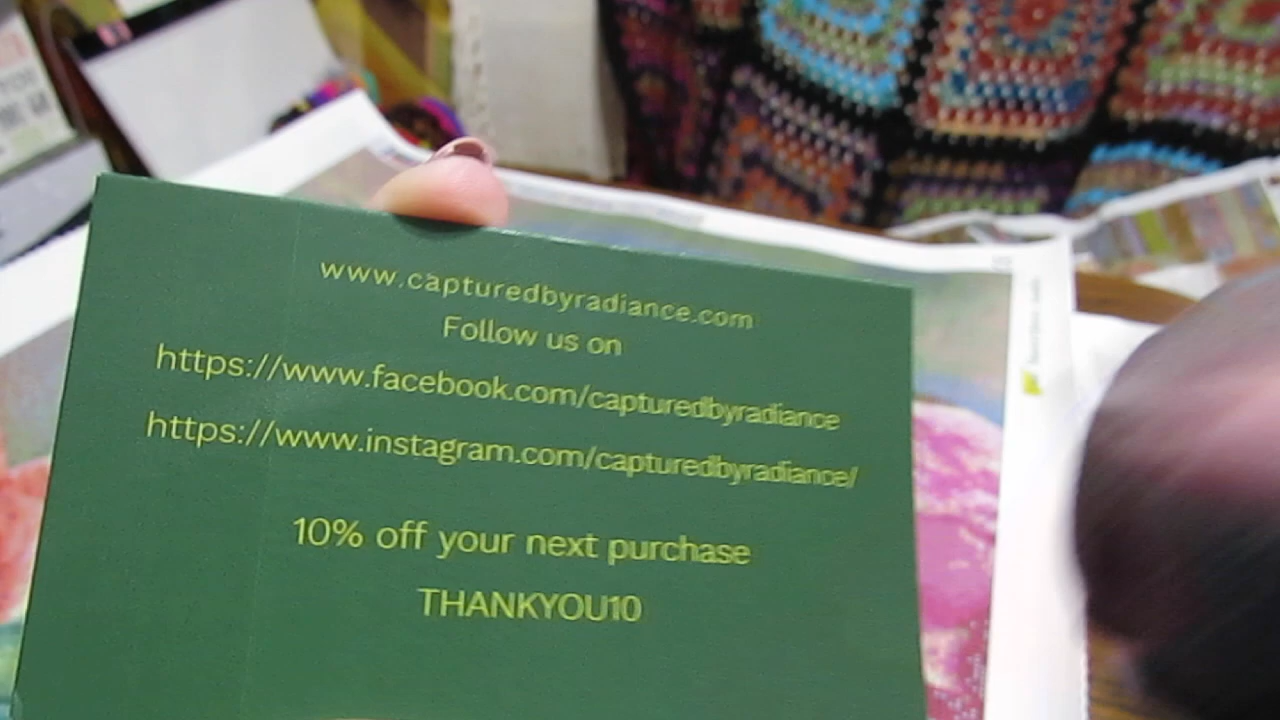 www.capturedbyradiance.com
Follow us on
https://www.facebook.com/capturedbyradiance
https://www.instagram.com/capturedbyradiance/
10% off your next purchase
THANKYOU10